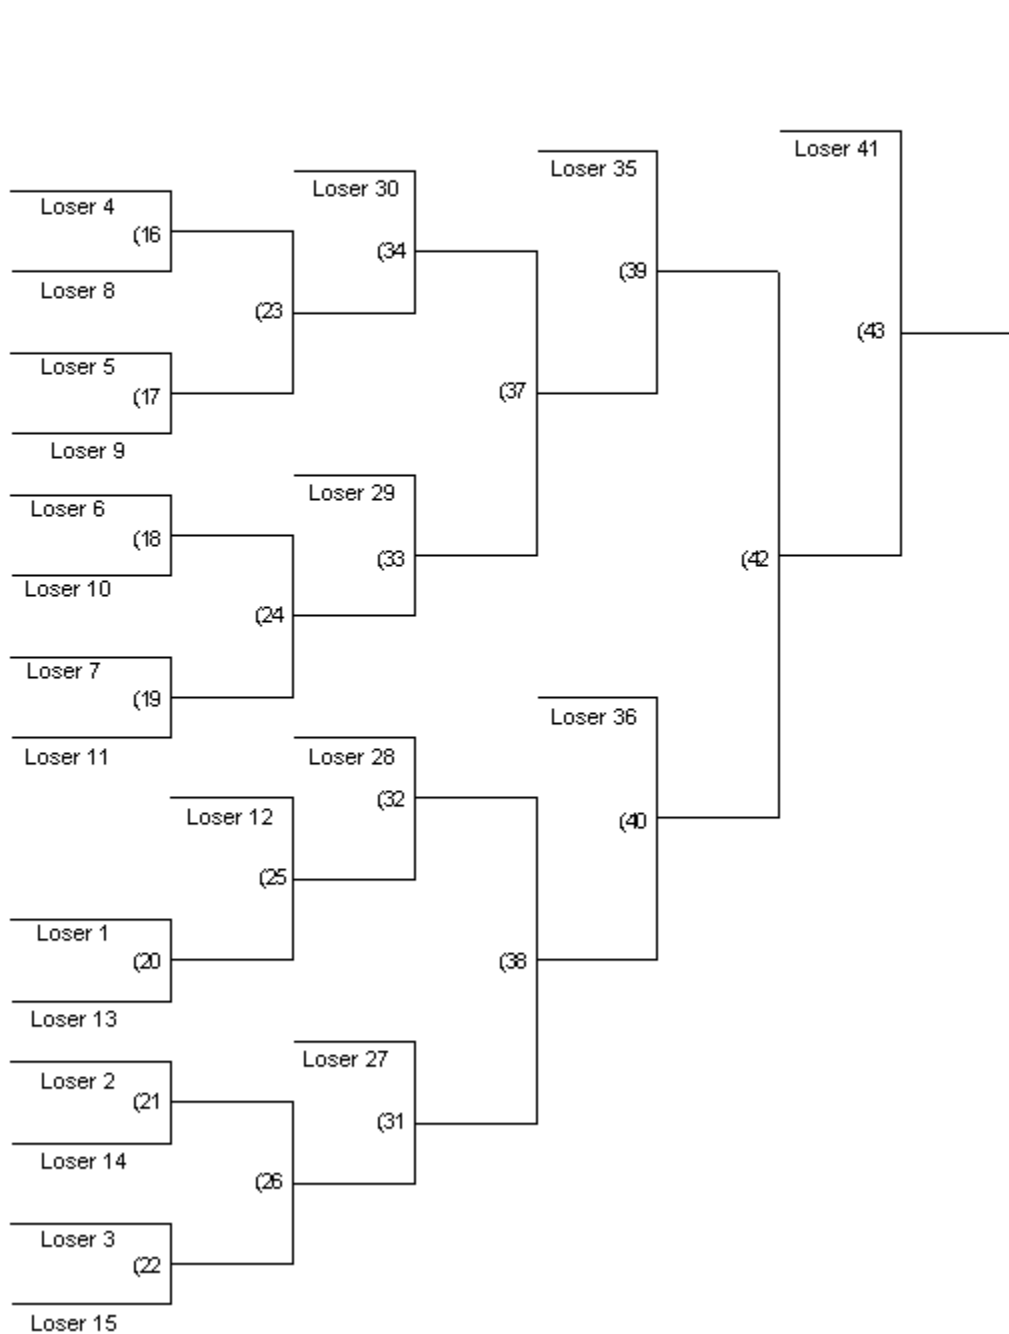 Loser 41
Loser 35
Loser 30
Loser 4
(16
(34
(39
Loser 8
(23
(43
Loser 5
(17
(37
Loser 9
Loser 29
Loser 6
(18
(33
(42
Loser 10
(24
Loser 7
(19
Loser 36
Loser 11
Loser 28
(32
Loser 12
(40
(25
Loser 1
(20
(38
Loser 13
Loser 27
Loser 2
(21
(31
Loser 14
(26
Loser 3
(22
Loser 15